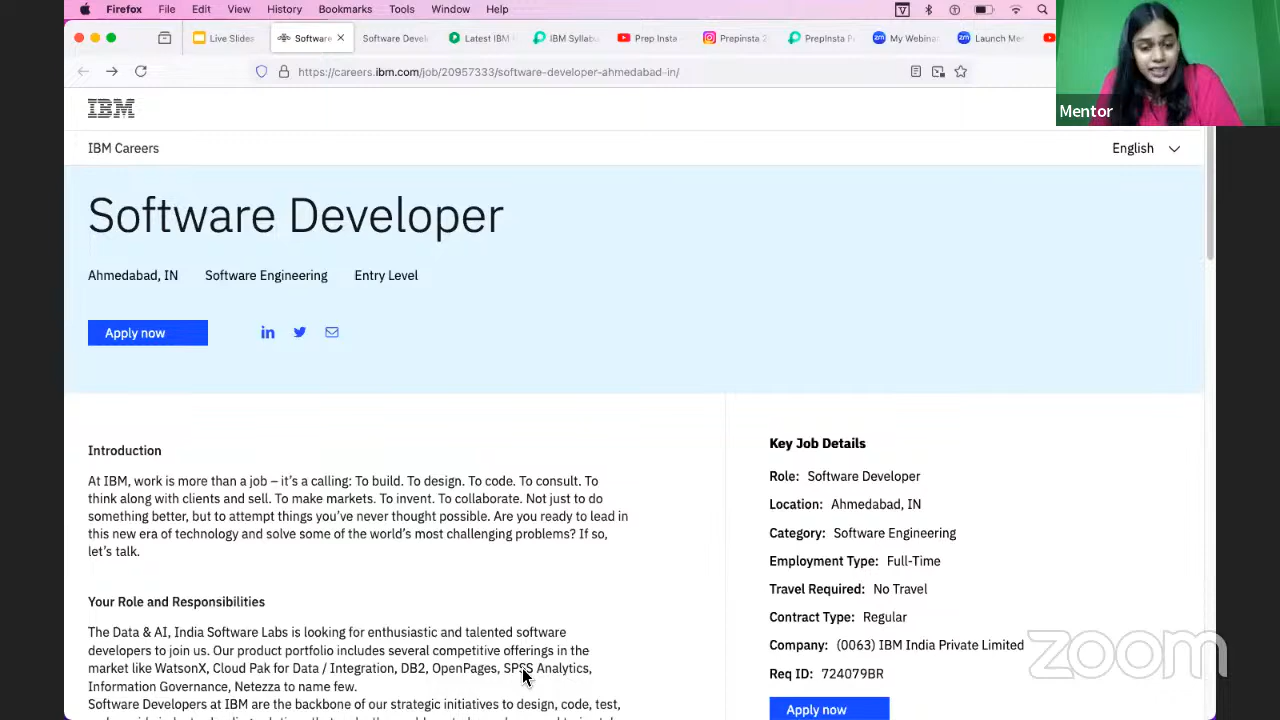 Firefox File Edit View History Bookmarks Tools Window Help
Live Slides
Software
Software Devel
Latest IBM
IBM Syllabu
Prep Insta
Prepinsta 2
PrepInsta P
My Webina
Launch Me
https://careers.ibm.com/job/
/software-developer-ahmedabad-in/
Mentor
IBM
IBM Careers
English
Software Developer
Ahmedabad, IN Software Engineering Entry Level
Apply now
in
Introduction
At IBM, work is more than a job – it's a calling: To build. To design. To code. To consult. To
think along with clients and sell. To make markets. To invent. To collaborate. Not just to do
something better, but to attempt things you've never thought possible. Are you ready to lead in
this new era of technology and solve some of the world's most challenging problems? If so,
let's talk.
Your Role and Responsibilities
The Data & AI, India Software Labs is looking for enthusiastic and talented software
developers to join us. Our product portfolio includes several competitive offerings in the
market like WatsonX, Cloud Pak for Data / Integration, DB2, OpenPages, SPSS Analytics,
Information Governance, Netezza to name few.
Software Developers at IBM are the backbone of our strategic initiatives to design, code, test,
Key Job Details
Role: Software Developer
Location: Ahmedabad, IN
Category: Software Engineering
Employment Type: Full-Time
Travel Required: No Travel
Contract Type: Regular
Company: (0063) IBM India Private Limited
Req ID: 724079BR
Apply now
zoom